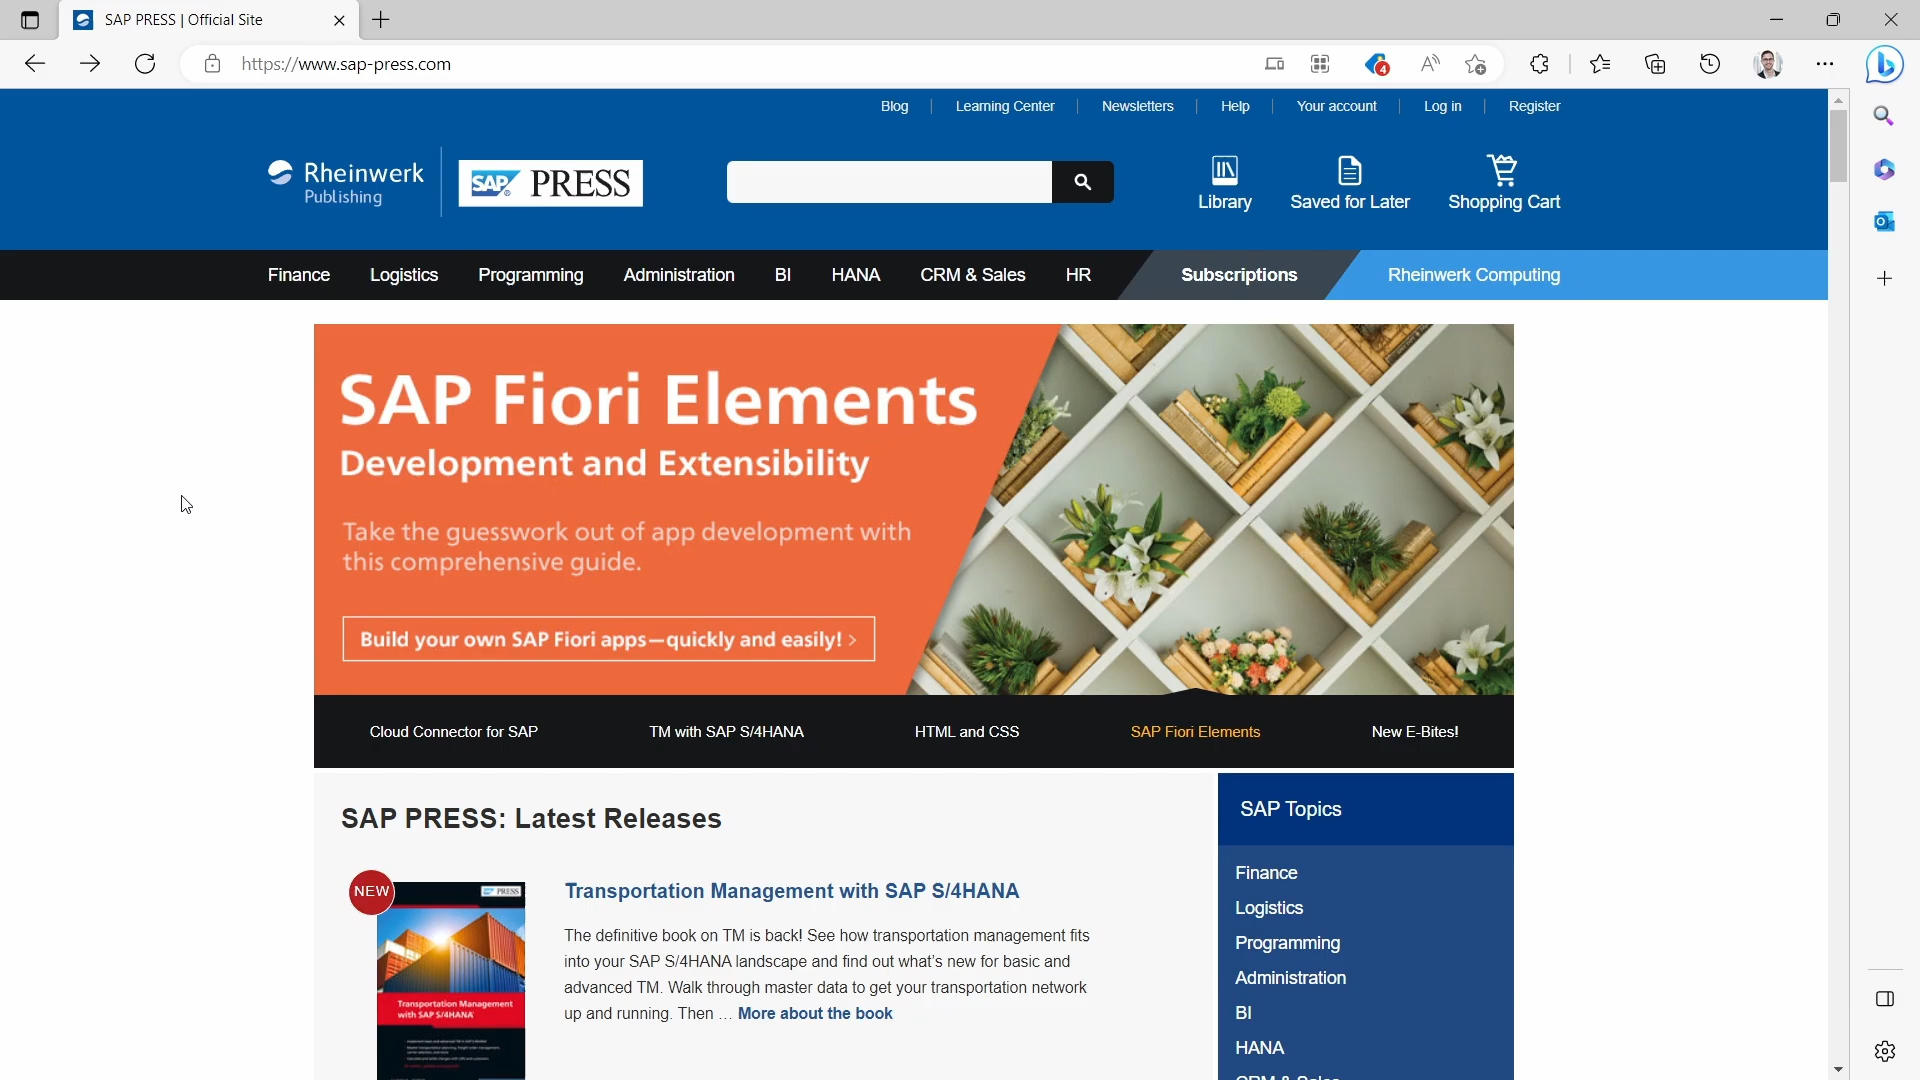 SAP PRESS | Official Site
https://www.sap-press.com
4
Blog
Learning Center
Newsletters
Help
Your account
Log in
Register
Rheinwerk
Publishing
SAP PRESS
Library
Saved for Later
Shopping Cart
Finance
Logistics
Programming
Administration
BI
HANA
CRM & Sales
HR
Subscriptions
Rheinwerk Computing
SAP Fiori Elements
Development and Extensibility
Take the guesswork out of app development with
this comprehensive guide.
Build your own SAP Fiori apps—quickly and easily! >
Cloud Connector for SAP
TM with SAP S/4HANA
HTML and CSS
SAP Fiori Elements
New E-Bites!
SAP PRESS: Latest Releases
NEW
PRESS
Transportation Management
with SAP S/4HANA
Transportation Management with SAP S/4HANA
The definitive book on TM is back! See how transportation management fits
into your SAP S/4HANA landscape and find out what's new for basic and
advanced TM. Walk through master data to get your transportation network
up and running. Then ... More about the book
SAP Topics
Finance
Logistics
Programming
Administration
BI
HANA
CRM & Sales